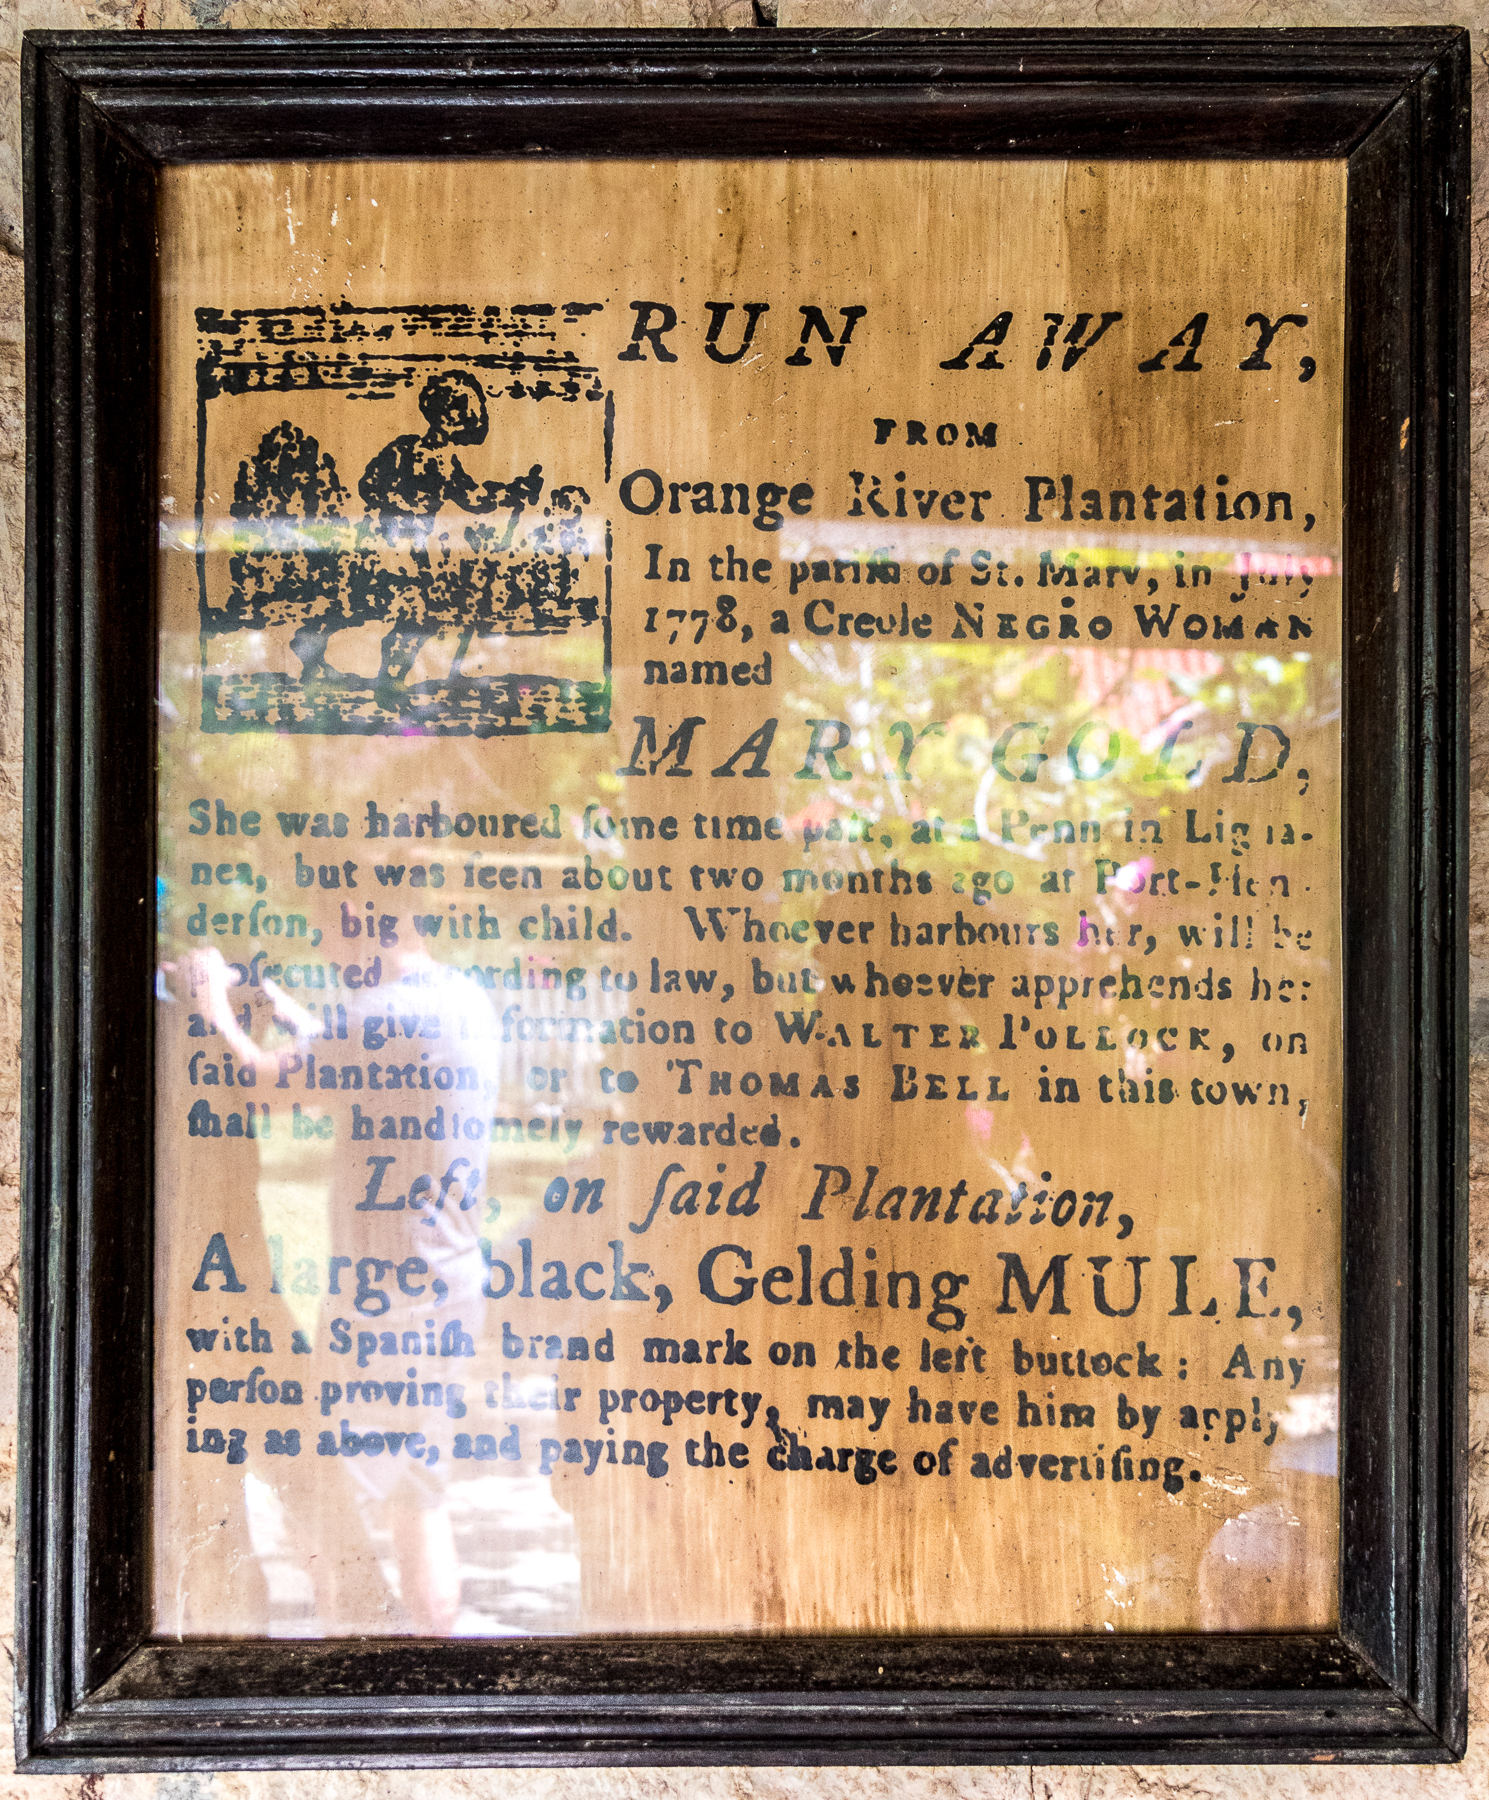 RUN AWAY,
FROM
Orange River Plantation,
In the pariſh of St. Mary, in July
1778, a Creole NEGRO WOMAN
named
MARY GOLD,
She was harboured ſome time paſt, at a Penn in Ligua-
nea, but was ſeen about two months ago at Port-Hen-
derſon, big with child. Whoever harbours her, will be
proſecuted according to law, but whoever apprehends her
and will give information to WALTER POLLOCK, on
ſaid Plantation, or to THOMAS BELL in this town,
ſhall be handſomely rewarded.
Left, on ſaid Plantation,
A large, black, Gelding MULE,
with a Spaniſh brand mark on the left buttock: Any
perſon proving their property, may have him by apply-
ing as above, and paying the charge of advertiſing.